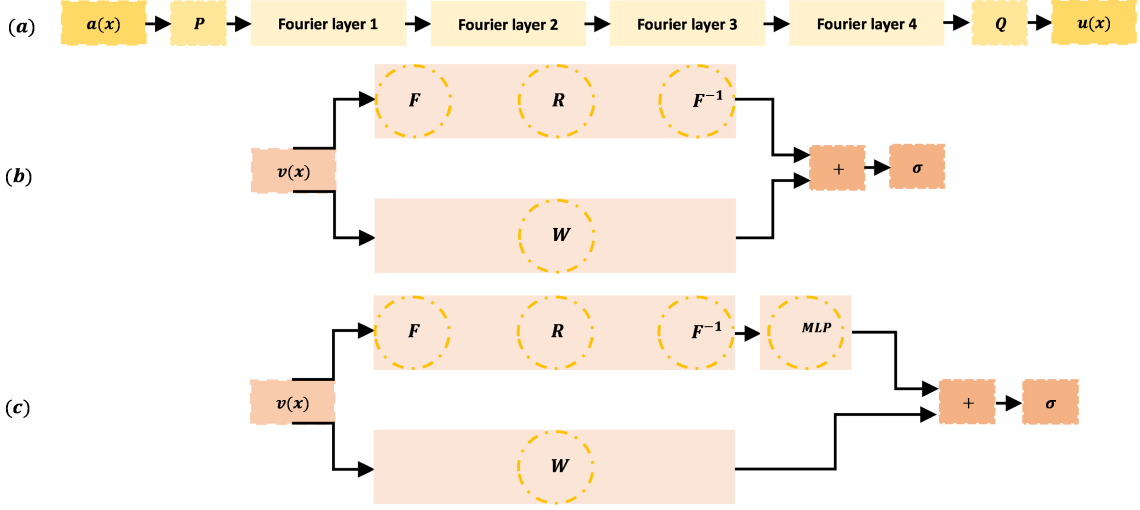 (a) a(x) P Fourier layer 1 Fourier layer 2 Fourier layer 3 Fourier layer 4 Q u(x)
F R F⁻¹
(b) v(x) + σ
W
F R F⁻¹ MLP
(c) v(x) + σ
W